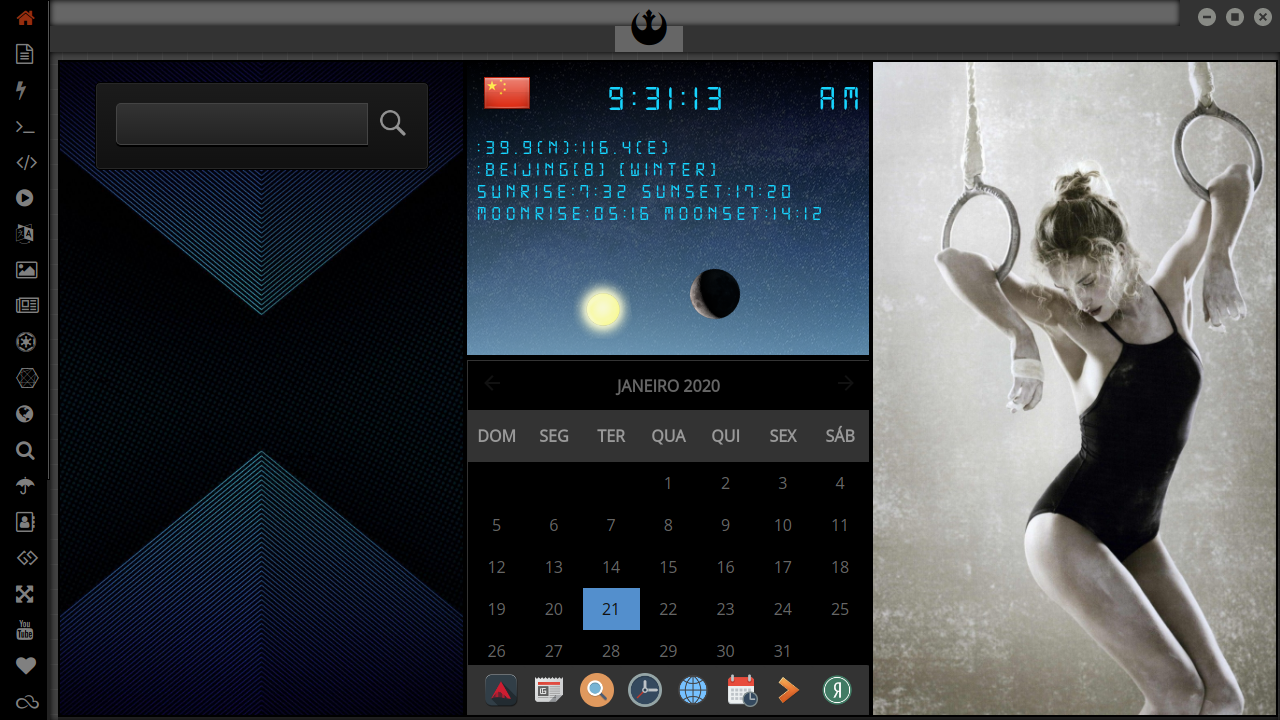 9:31:13 AM
:39.9(N):116.4(E)
:BEIJING[8] [WINTER]
SUNRISE:7:32 SUNSET:17:20
MOONRISE:05:16 MOONSET:14:12
JANEIRO 2020
DOM SEG TER QUA QUI SEX SÁB
1 2 3 4
5 6 7 8 9 10 11
12 13 14 15 16 17 18
19 20 21 22 23 24 25
26 27 28 29 30 31
You
Tube
Я